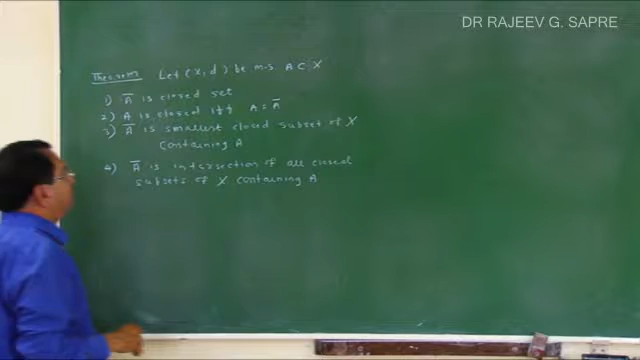 DR RAJEEV G. SAPRE
Theorem Let (X, d) be m.s. A ⊂ X
1) A̅ is closed set
2) A is closed iff A = A̅
3) A̅ is smallest closed subset of X
containing A
4) A̅ is intersection of all closed
subsets of X containing A